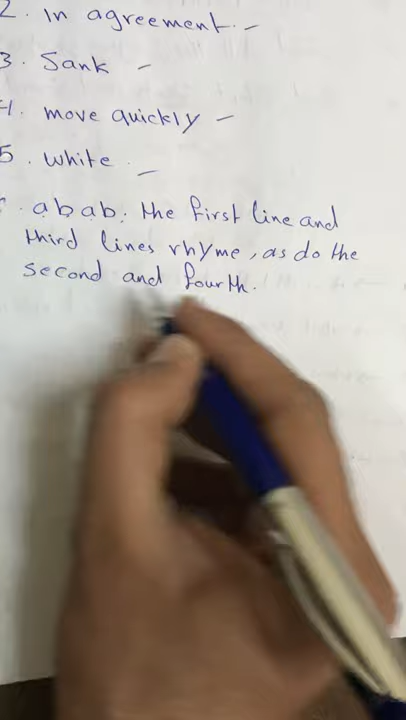 2. In agreement. -
3. Sank -
4. move quickly -
5. White. -
. abab: the first line and
third lines rhyme, as do the
second and fourth.